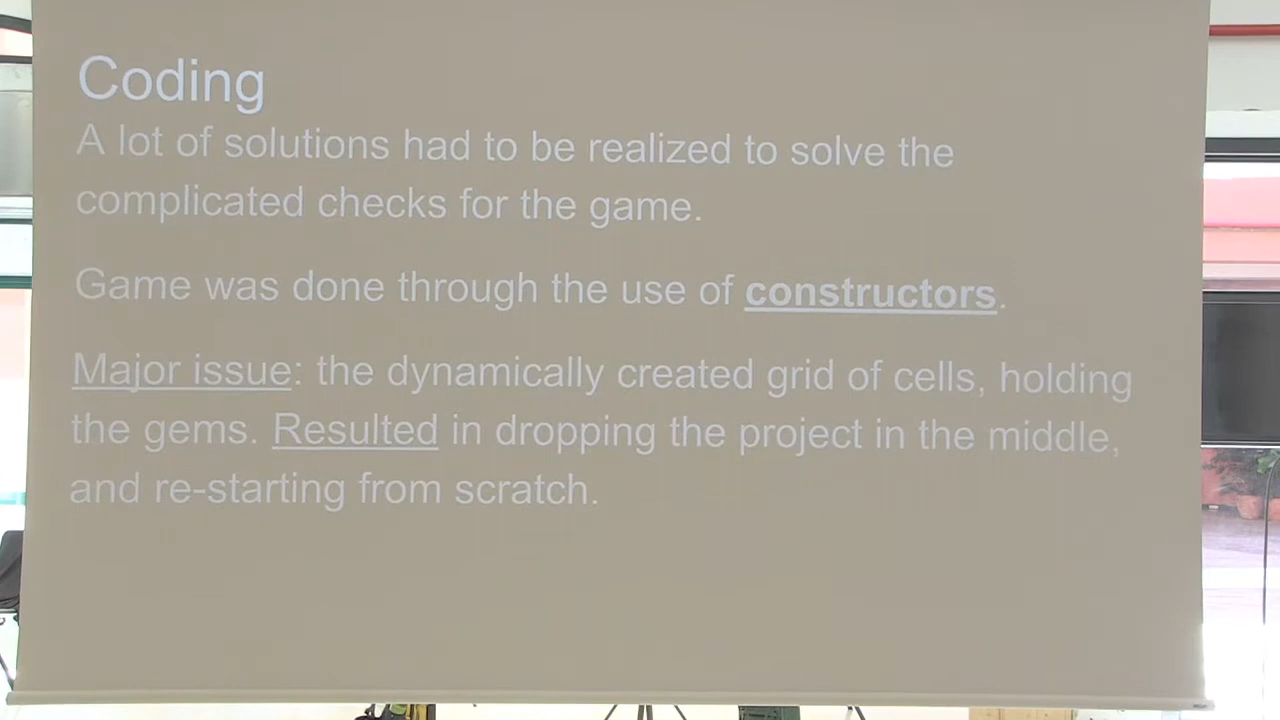 Coding
A lot of solutions had to be realized to solve the
complicated checks for the game.
Game was done through the use of constructors.
Major issue: the dynamically created grid of cells, holding
the gems. Resulted in dropping the project in the middle,
and re-starting from scratch.